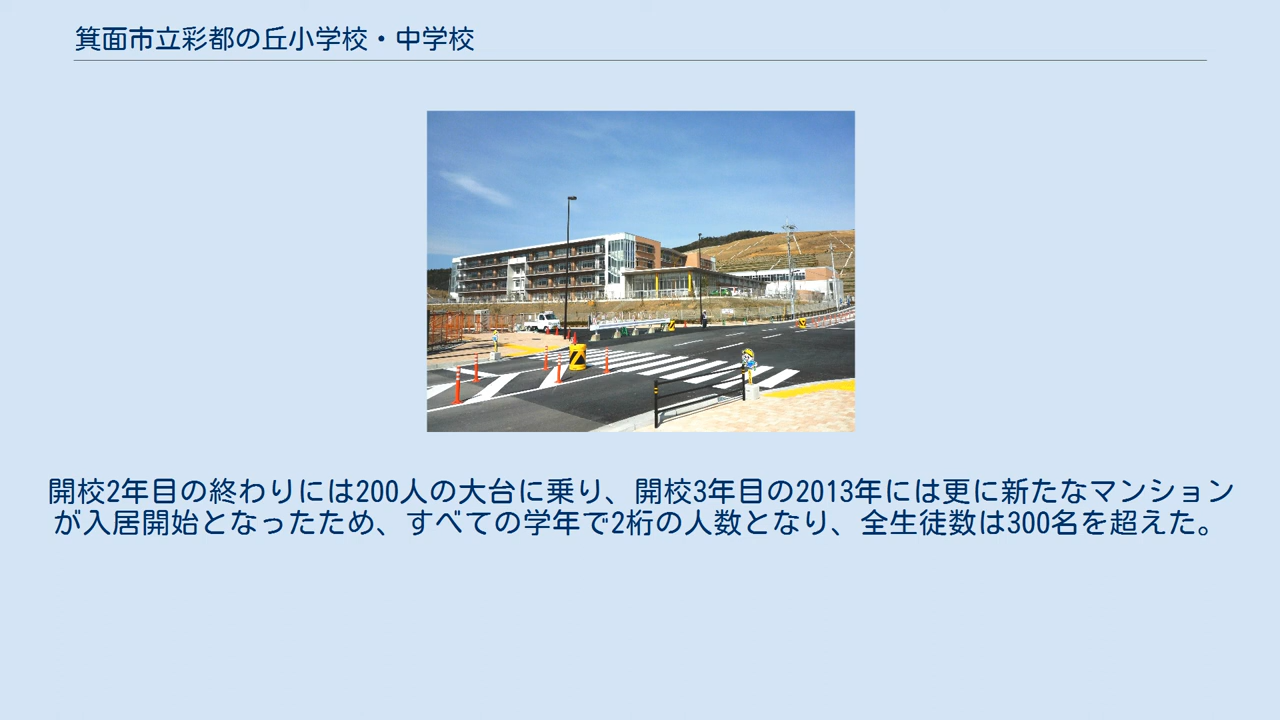 箕面市立彩都の丘小学校・中学校
開校2年目の終わりには200人の大台に乗り、開校3年目の2013年には更に新たなマンション
が入居開始となったため、すべての学年で2桁の人数となり、全生徒数は300名を超えた。